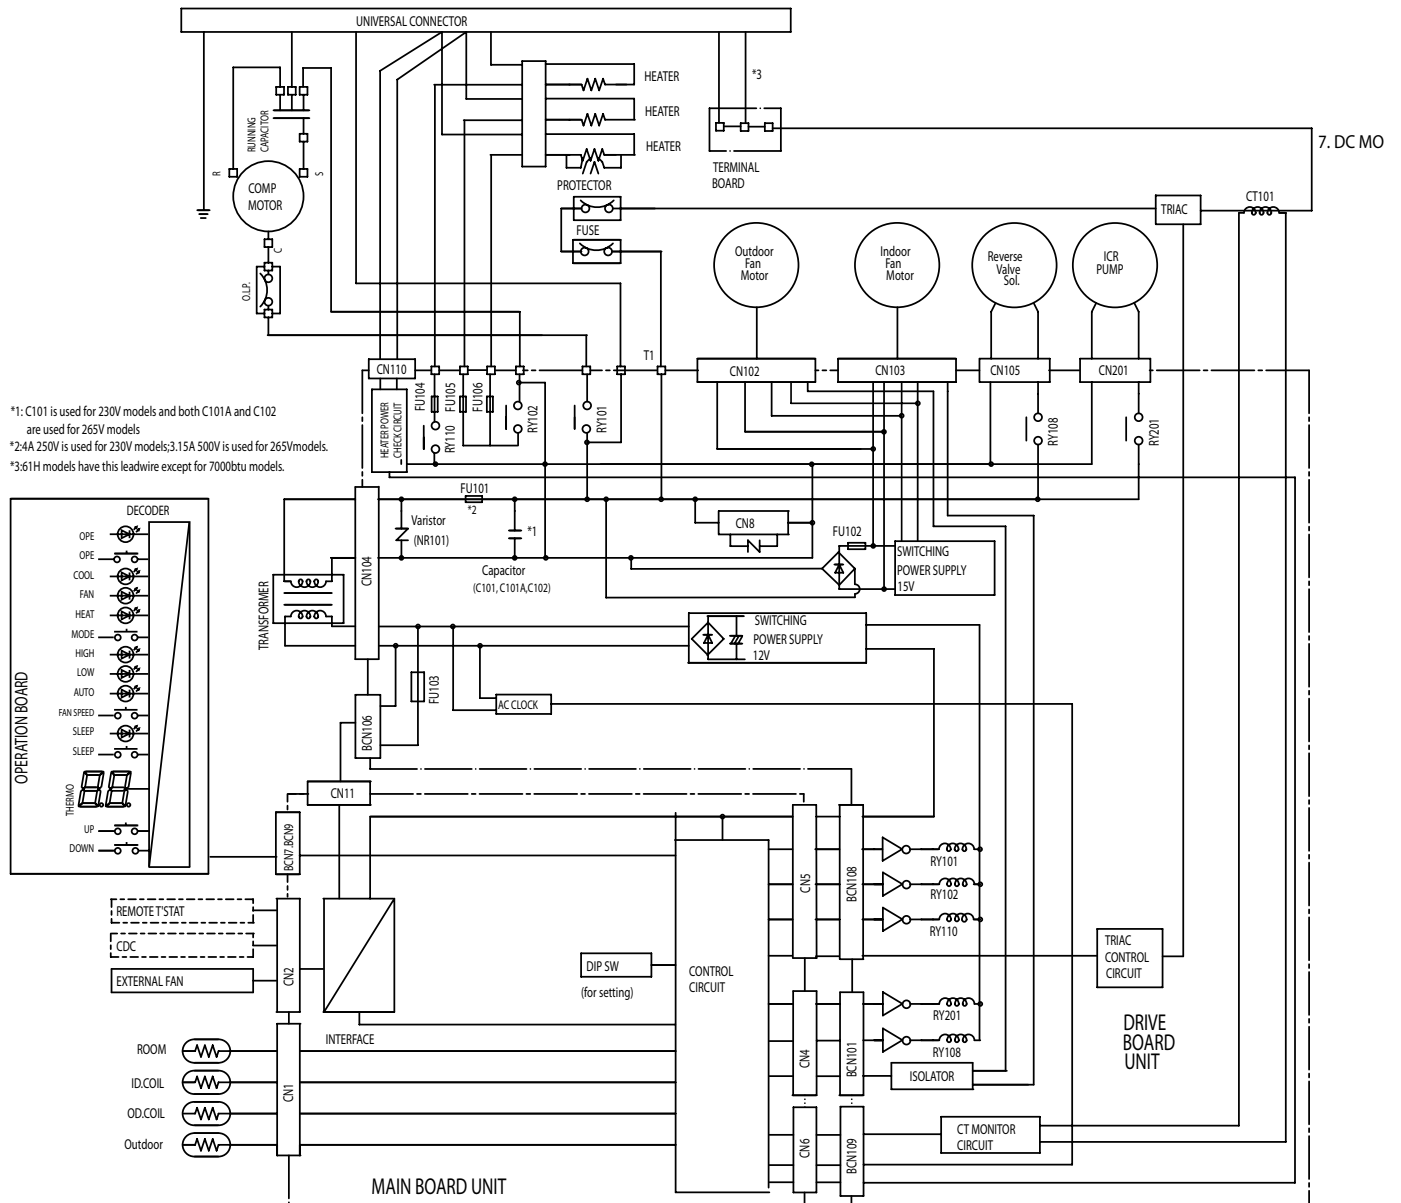 UNIVERSAL CONNECTOR
HEATER
HEATER
HEATER
*3
7. DC MO
RUNNING
CAPACITOR
R
S
COMP
MOTOR
C
O.L.P.
TERMINAL
BOARD
PROTECTOR
FUSE
TRIAC
CT101
Outdoor
Fan
Motor
Indoor
Fan
Motor
Reverse
Valve
Sol.
ICR
PUMP
T1
CN110
CN102
CN103
CN105
CN201
HEATER POWER
CHECK CIRCUIT
FU104
FU105
FU106
RY110
RY102
RY101
RY108
RY201
*1: C101 is used for 230V models and both C101A and C102
are used for 265V models
*2:4A 250V is used for 230V models;3.15A 500V is used for 265Vmodels.
*3:61H models have this leadwire except for 7000btu models.
FU101
*2
Varistor
(NR101)
*1
Capacitor
(C101, C101A,C102)
CN8
FU102
SWITCHING
POWER SUPPLY
15V
CN104
TRANSFORMER
SWITCHING
POWER SUPPLY
12V
FU103
AC CLOCK
BCN106
OPERATION BOARD
DECODER
OPE
OPE
COOL
FAN
HEAT
MODE
HIGH
LOW
AUTO
FAN SPEED
SLEEP
SLEEP
THERMO
UP
DOWN
CN11
BCN7.BCN9
CN5
BCN108
RY101
RY102
RY110
REMOTE T'STAT
CDC
EXTERNAL FAN
CN2
INTERFACE
DIP SW
(for setting)
CONTROL
CIRCUIT
TRIAC
CONTROL
CIRCUIT
CN4
BCN101
RY201
RY108
ISOLATOR
DRIVE
BOARD
UNIT
ROOM
ID.COIL
OD.COIL
Outdoor
CN1
CN6
BCN109
CT MONITOR
CIRCUIT
MAIN BOARD UNIT